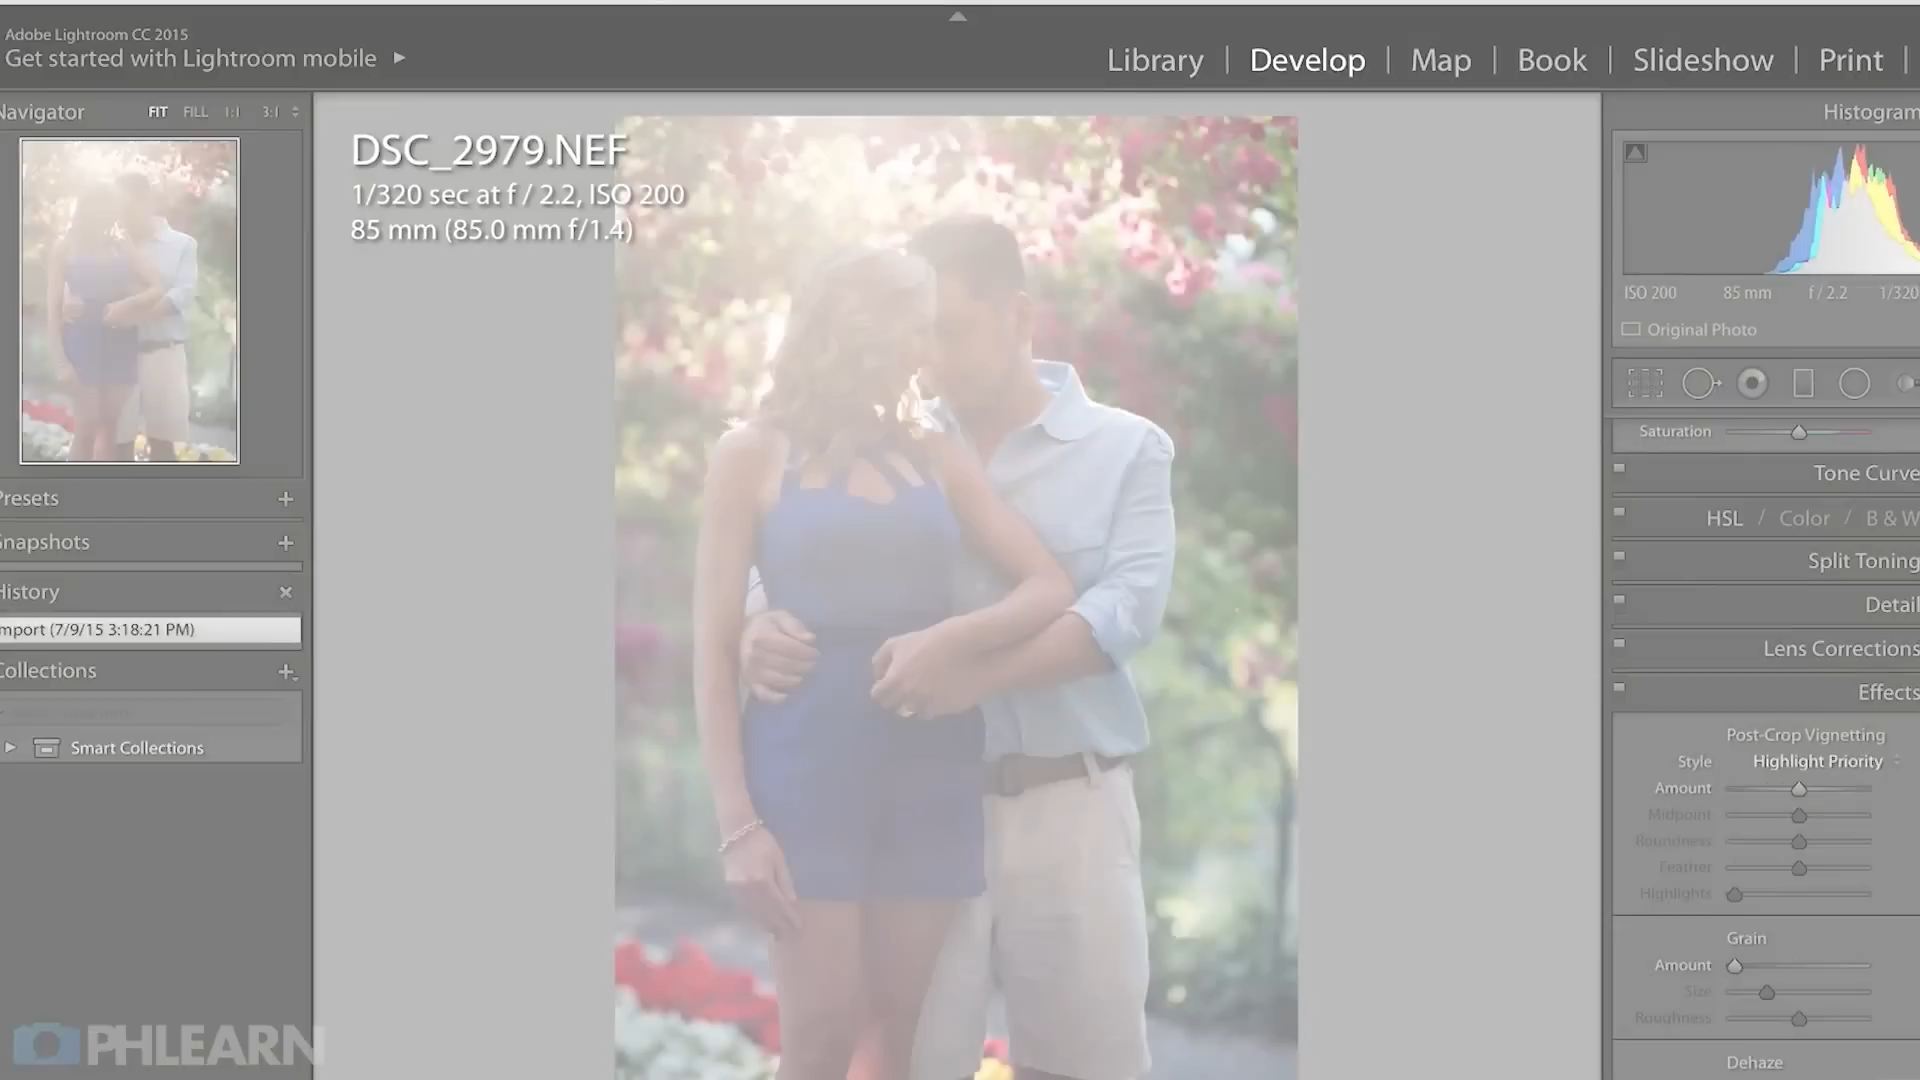 Adobe Lightroom CC 2015
Get started with Lightroom mobile
Library | Develop | Map | Book | Slideshow | Print |
Navigator FIT FILL 1:1 3:1
DSC_2979.NEF
1/320 sec at f / 2.2, ISO 200
85 mm (85.0 mm f/1.4)
Presets +
Snapshots +
History ×
mport (7/9/15 3:18:21 PM)
Collections +
Smart Collections
PHLEARN
Histogram
ISO 200 85 mm f / 2.2 1/320
Original Photo
Saturation
Tone Curve
HSL / Color / B & W
Split Toning
Detail
Lens Corrections
Effects
Post-Crop Vignetting
Style Highlight Priority
Amount
Midpoint
Roundness
Feather
Highlights
Grain
Amount
Size
Roughness
Dehaze